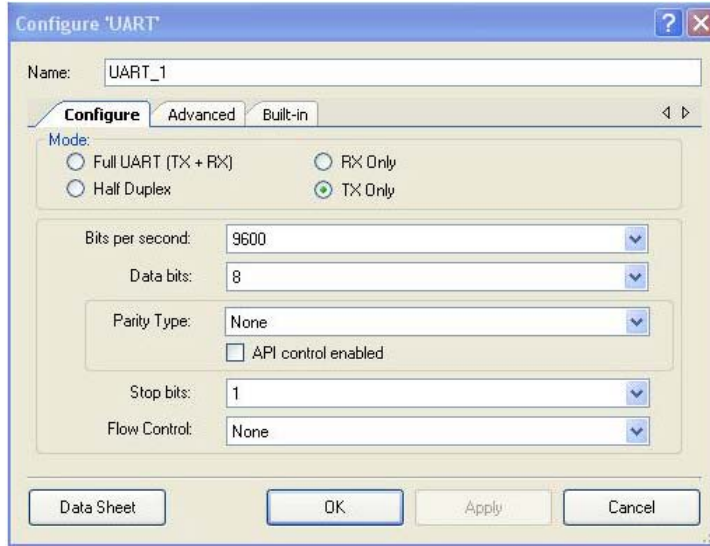 Configure 'UART'
Name: UART_1
Configure Advanced Built-in
Mode:
Full UART (TX + RX) RX Only
Half Duplex TX Only
Bits per second: 9600
Data bits: 8
Parity Type: None
API control enabled
Stop bits: 1
Flow Control: None
Data Sheet OK Apply Cancel